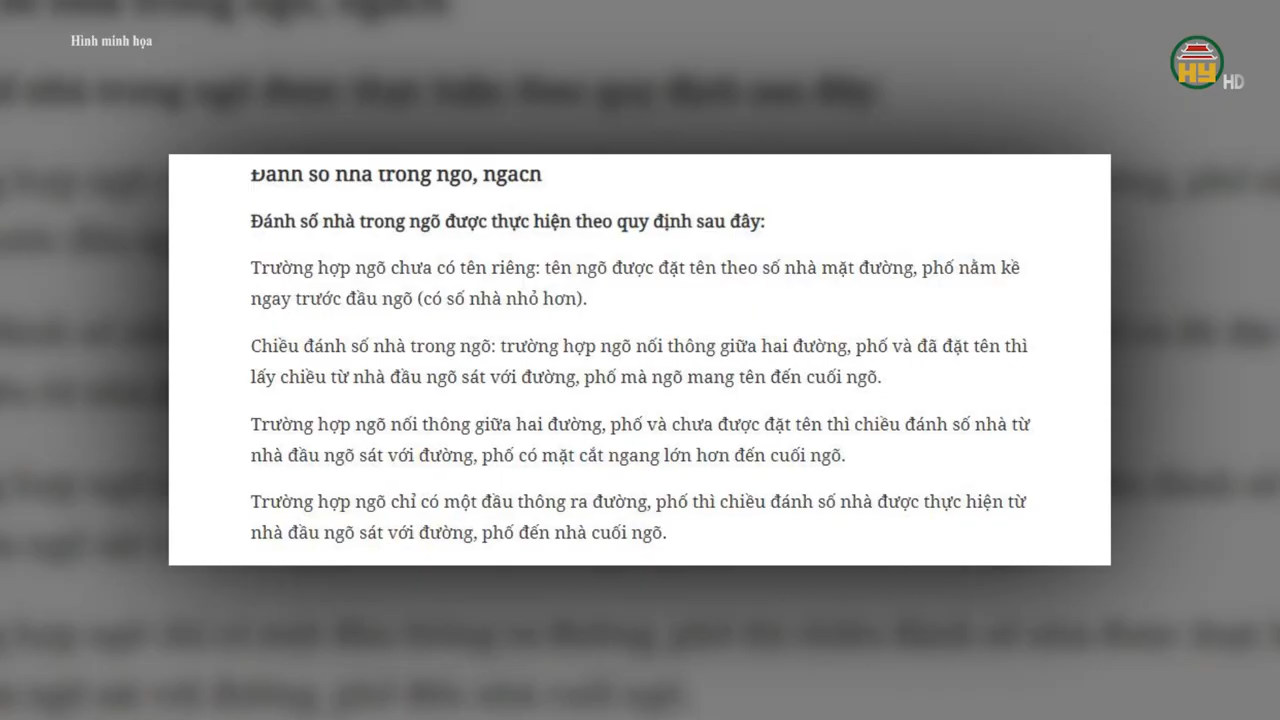 Hình minh họa
HY HD
Đánh số nhà trong ngõ, ngách
Đánh số nhà trong ngõ được thực hiện theo quy định sau đây:
Trường hợp ngõ chưa có tên riêng: tên ngõ được đặt tên theo số nhà mặt đường, phố nằm kề
ngay trước đầu ngõ (có số nhà nhỏ hơn).
Chiều đánh số nhà trong ngõ: trường hợp ngõ nối thông giữa hai đường, phố và đã đặt tên thì
lấy chiều từ nhà đầu ngõ sát với đường, phố mà ngõ mang tên đến cuối ngõ.
Trường hợp ngõ nối thông giữa hai đường, phố và chưa được đặt tên thì chiều đánh số nhà từ
nhà đầu ngõ sát với đường, phố có mặt cắt ngang lớn hơn đến cuối ngõ.
Trường hợp ngõ chỉ có một đầu thông ra đường, phố thì chiều đánh số nhà được thực hiện từ
nhà đầu ngõ sát với đường, phố đến nhà cuối ngõ.